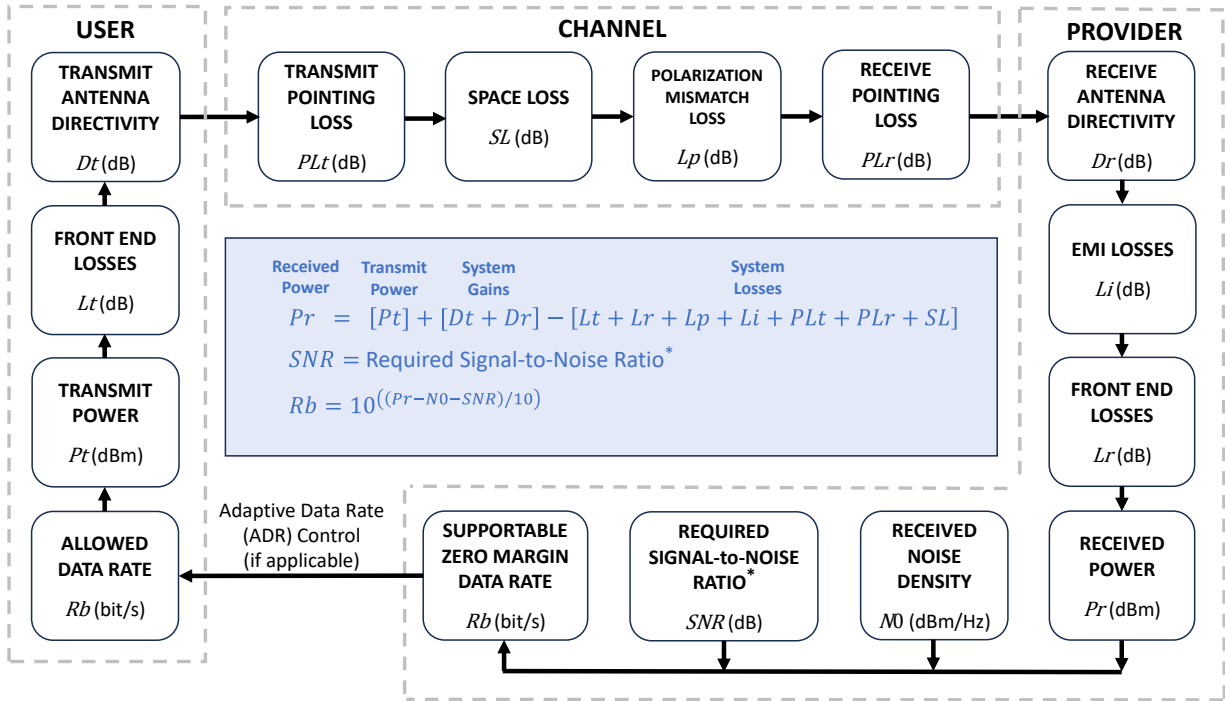 USER
TRANSMIT
ANTENNA
DIRECTIVITY
Dt (dB)
FRONT END
LOSSES
Lt (dB)
TRANSMIT
POWER
Pt (dBm)
ALLOWED
DATA RATE
Rb (bit/s)
CHANNEL
TRANSMIT
POINTING
LOSS
PLt (dB)
SPACE LOSS
SL (dB)
POLARIZATION
MISMATCH
LOSS
Lp (dB)
RECEIVE
POINTING
LOSS
PLr (dB)
PROVIDER
RECEIVE
ANTENNA
DIRECTIVITY
Dr (dB)
EMI LOSSES
Li (dB)
FRONT END
LOSSES
Lr (dB)
RECEIVED
POWER
Pr (dBm)
Received
Power
Transmit
Power
System
Gains
System
Losses
Pr = [Pt] + [Dt + Dr] − [Lt + Lr + Lp + Li + PLt + PLr + SL]
SNR = Required Signal-to-Noise Ratio*
Rb = 10^((Pr−N0−SNR)/10)
Adaptive Data Rate
(ADR) Control
(if applicable)
SUPPORTABLE
ZERO MARGIN
DATA RATE
Rb (bit/s)
REQUIRED
SIGNAL-to-NOISE
RATIO*
SNR (dB)
RECEIVED
NOISE
DENSITY
N0 (dBm/Hz)